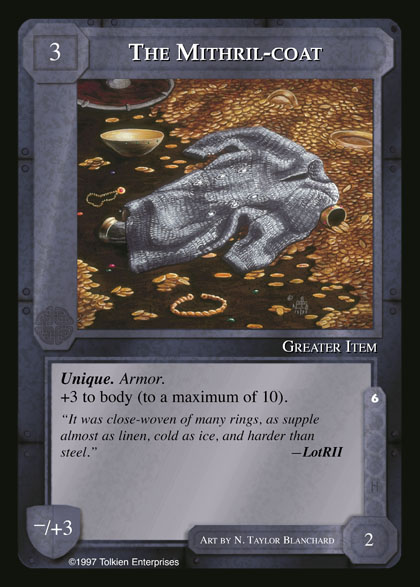 3
THE MITHRIL-COAT
GREATER ITEM
Unique. Armor.
+3 to body (to a maximum of 10).
“It was close-woven of many rings, as supple
almost as linen, cold as ice, and harder than
steel.” –LotRII
6
H
–/+3
ART BY N. TAYLOR BLANCHARD
2
©1997 Tolkien Enterprises